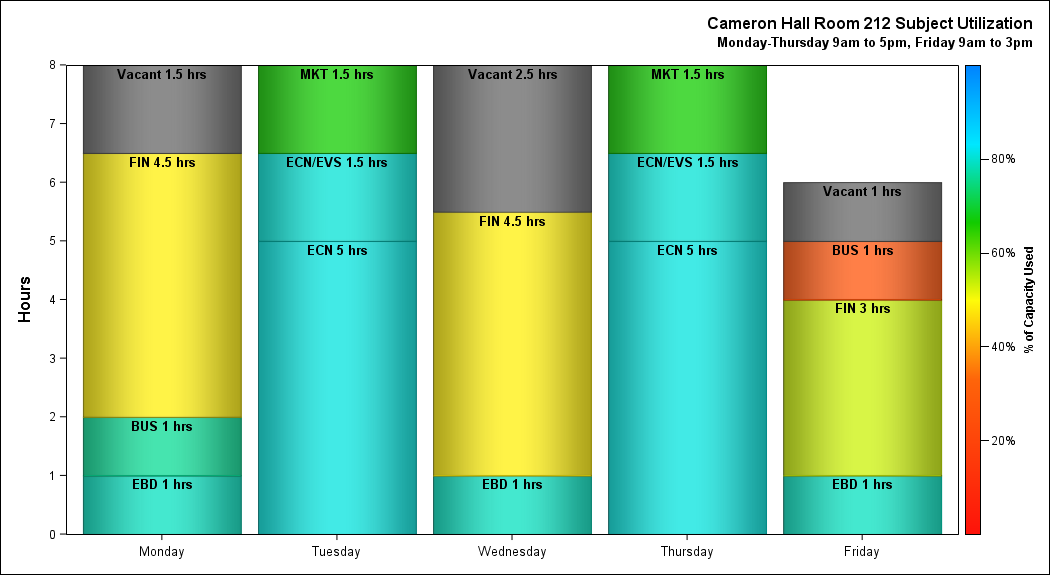 Cameron Hall Room 212 Subject Utilization
Monday-Thursday 9am to 5pm, Friday 9am to 3pm
Hours
8
7
6
5
4
3
2
1
0
Vacant 1.5 hrs
FIN 4.5 hrs
BUS 1 hrs
EBD 1 hrs
MKT 1.5 hrs
ECN/EVS 1.5 hrs
ECN 5 hrs
Vacant 2.5 hrs
FIN 4.5 hrs
EBD 1 hrs
MKT 1.5 hrs
ECN/EVS 1.5 hrs
ECN 5 hrs
Vacant 1 hrs
BUS 1 hrs
FIN 3 hrs
EBD 1 hrs
Monday
Tuesday
Wednesday
Thursday
Friday
80%
60%
40%
20%
% of Capacity Used